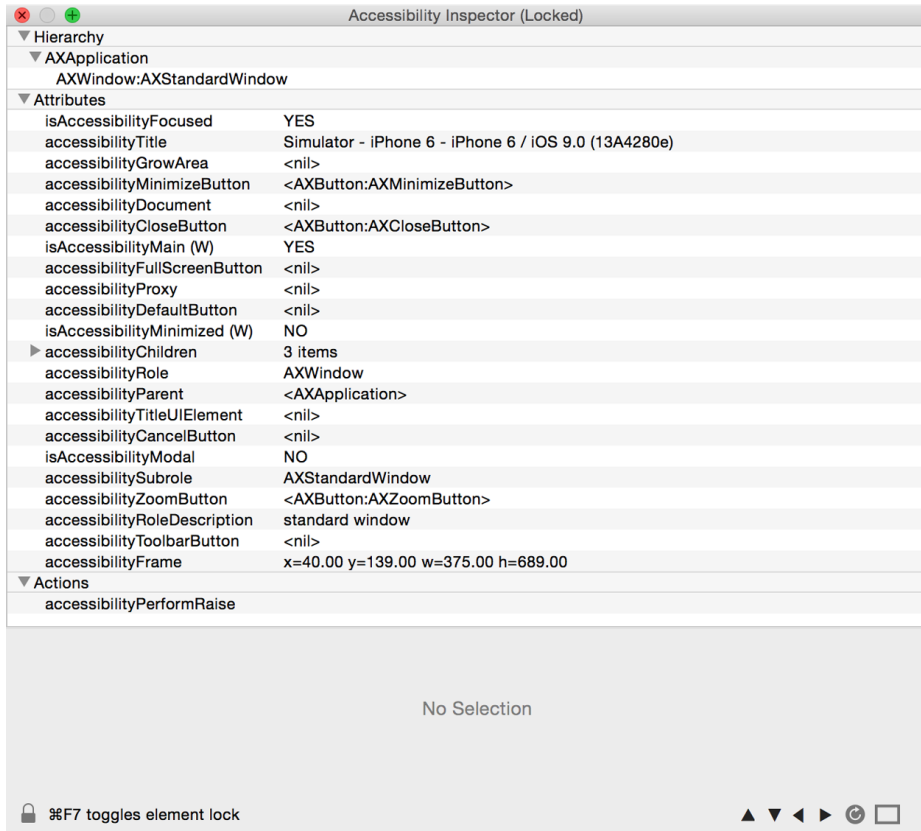 Accessibility Inspector (Locked)
Hierarchy
AXApplication
AXWindow:AXStandardWindow
Attributes
isAccessibilityFocused YES
accessibilityTitle Simulator - iPhone 6 - iPhone 6 / iOS 9.0 (13A4280e)
accessibilityGrowArea <nil>
accessibilityMinimizeButton <AXButton:AXMinimizeButton>
accessibilityDocument <nil>
accessibilityCloseButton <AXButton:AXCloseButton>
isAccessibilityMain (W) YES
accessibilityFullScreenButton <nil>
accessibilityProxy <nil>
accessibilityDefaultButton <nil>
isAccessibilityMinimized (W) NO
accessibilityChildren 3 items
accessibilityRole AXWindow
accessibilityParent <AXApplication>
accessibilityTitleUIElement <nil>
accessibilityCancelButton <nil>
isAccessibilityModal NO
accessibilitySubrole AXStandardWindow
accessibilityZoomButton <AXButton:AXZoomButton>
accessibilityRoleDescription standard window
accessibilityToolbarButton <nil>
accessibilityFrame x=40.00 y=139.00 w=375.00 h=689.00
Actions
accessibilityPerformRaise
No Selection
⌘F7 toggles element lock